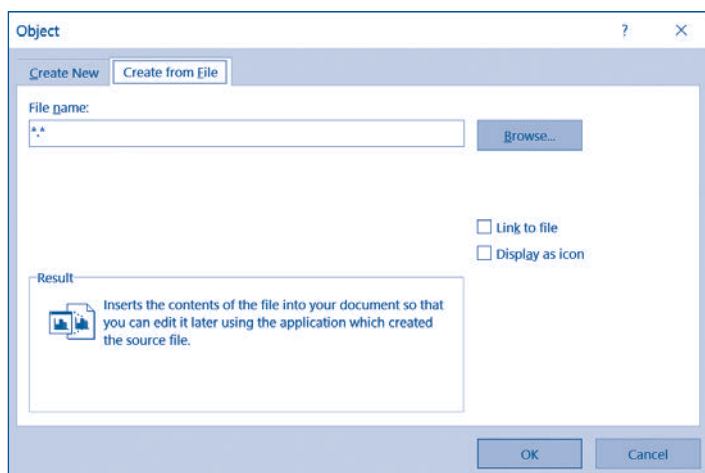 Object ? ×
Create New Create from File
File name:
*.*
Browse...
Link to file
Display as icon
Result
Inserts the contents of the file into your document so that
you can edit it later using the application which created
the source file.
OK Cancel